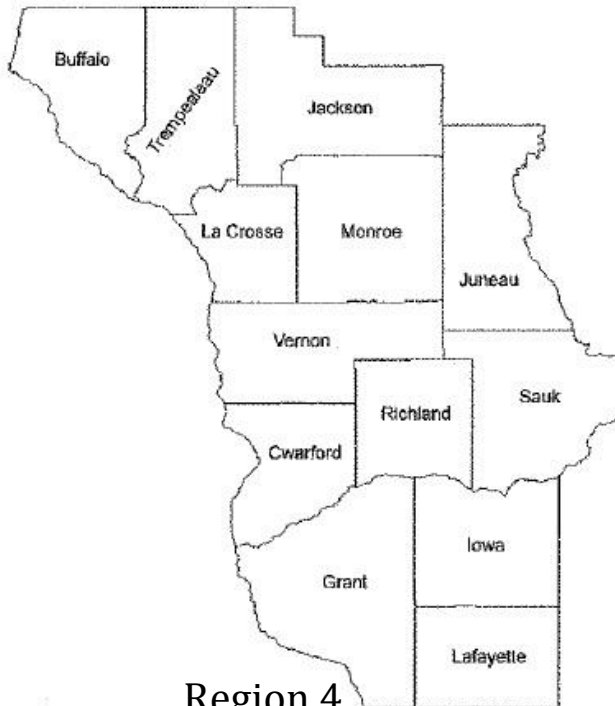 Buffalo
Trempealeau
Jackson
La Crosse
Monroe
Juneau
Vernon
Richland
Sauk
Cwarford
Iowa
Grant
Lafayette
Region 4